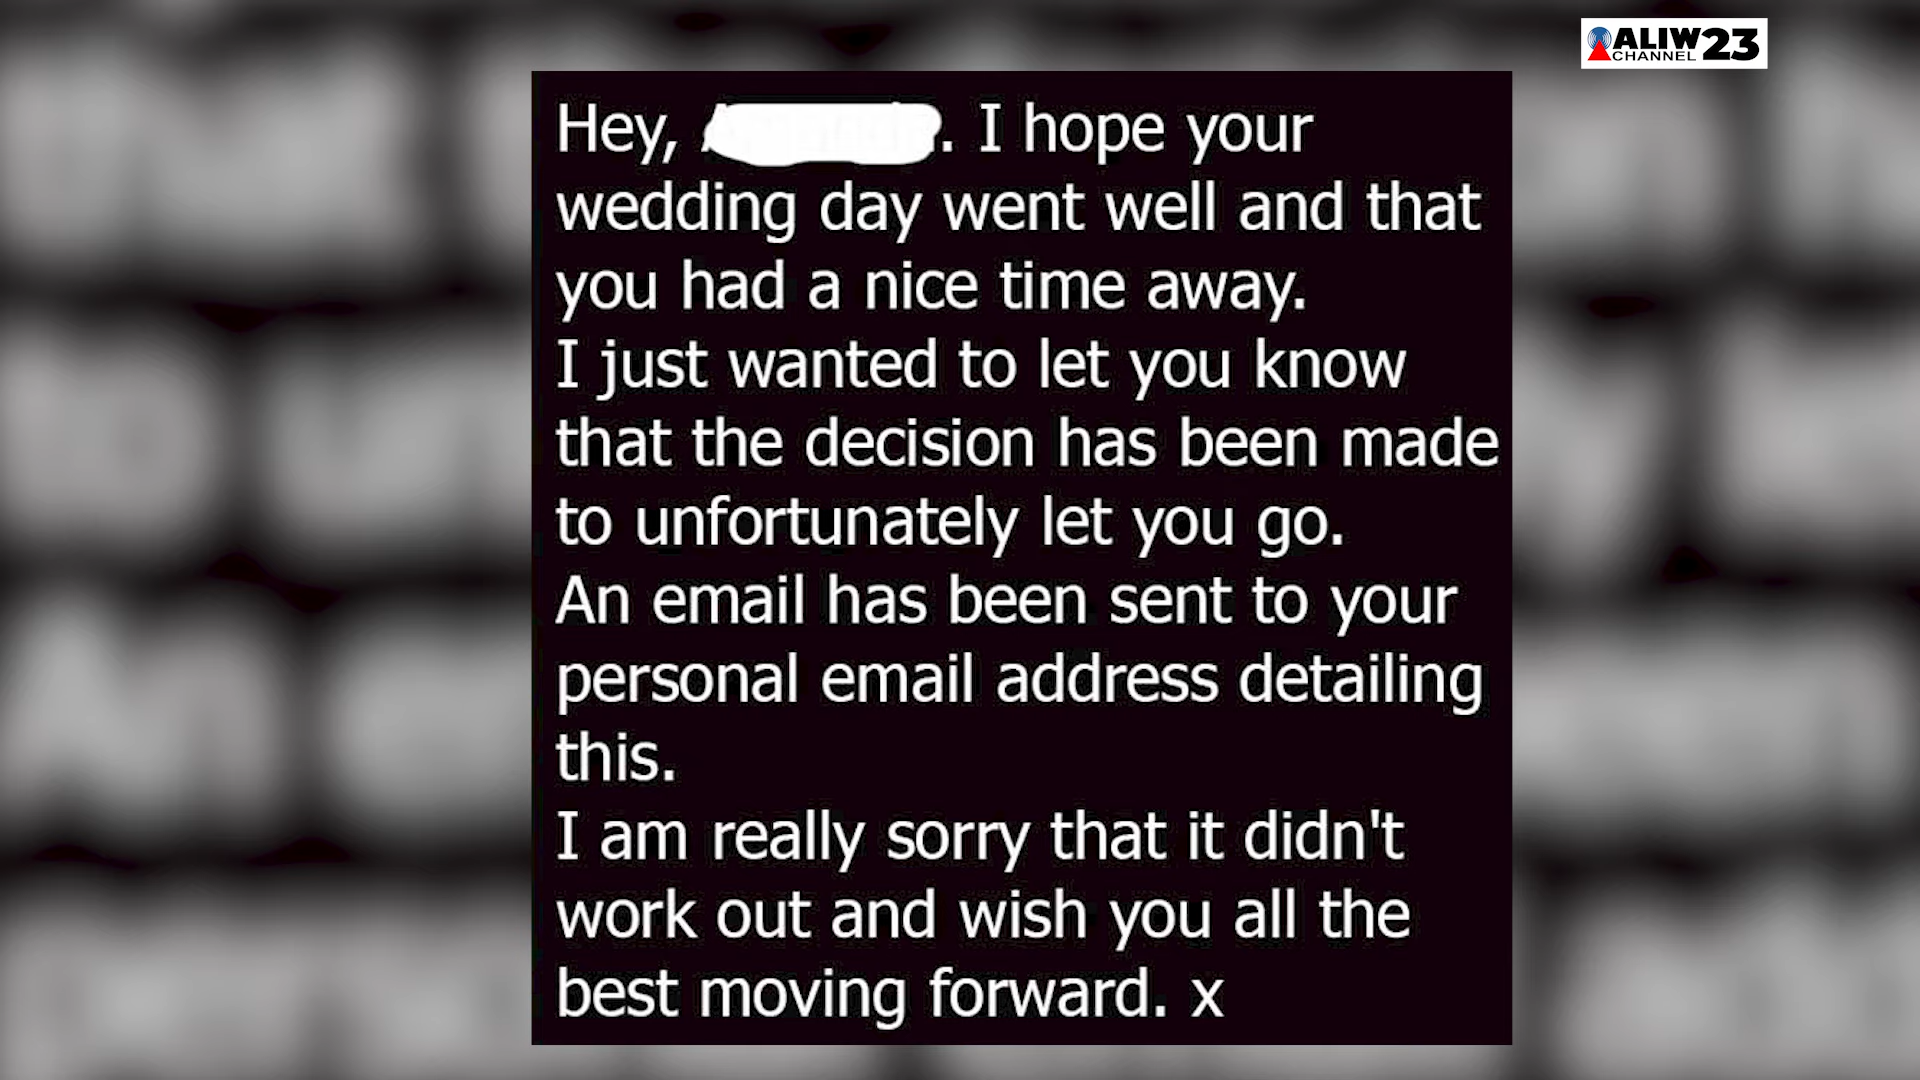 ALIW23
CHANNEL
Hey, . I hope your
wedding day went well and that
you had a nice time away.
I just wanted to let you know
that the decision has been made
to unfortunately let you go.
An email has been sent to your
personal email address detailing
this.
I am really sorry that it didn't
work out and wish you all the
best moving forward. x